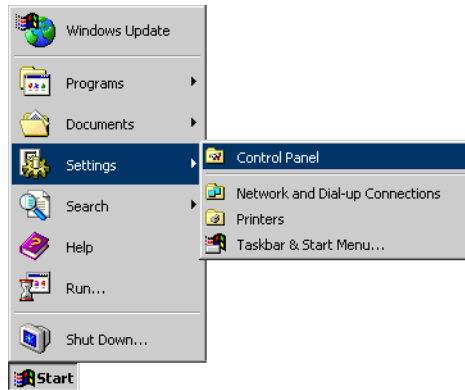 Windows Update
Programs
Documents
Settings
Control Panel
Network and Dial-up Connections
Printers
Taskbar & Start Menu...
Search
Help
Run...
Shut Down...
Start